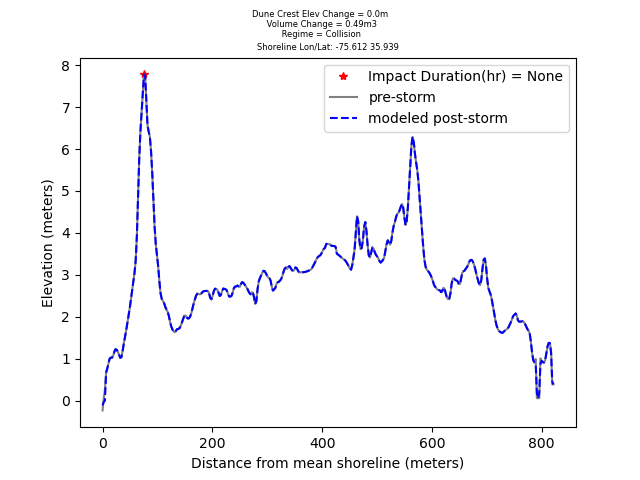 Dune Crest Elev Change = 0.0m
Volume Change = 0.49m3
Regime = Collision
Shoreline Lon/Lat: -75.612 35.939
Impact Duration(hr) = None
pre-storm
modeled post-storm
8
7
6
5
4
3
2
1
0
Elevation (meters)
0 200 400 600 800
Distance from mean shoreline (meters)